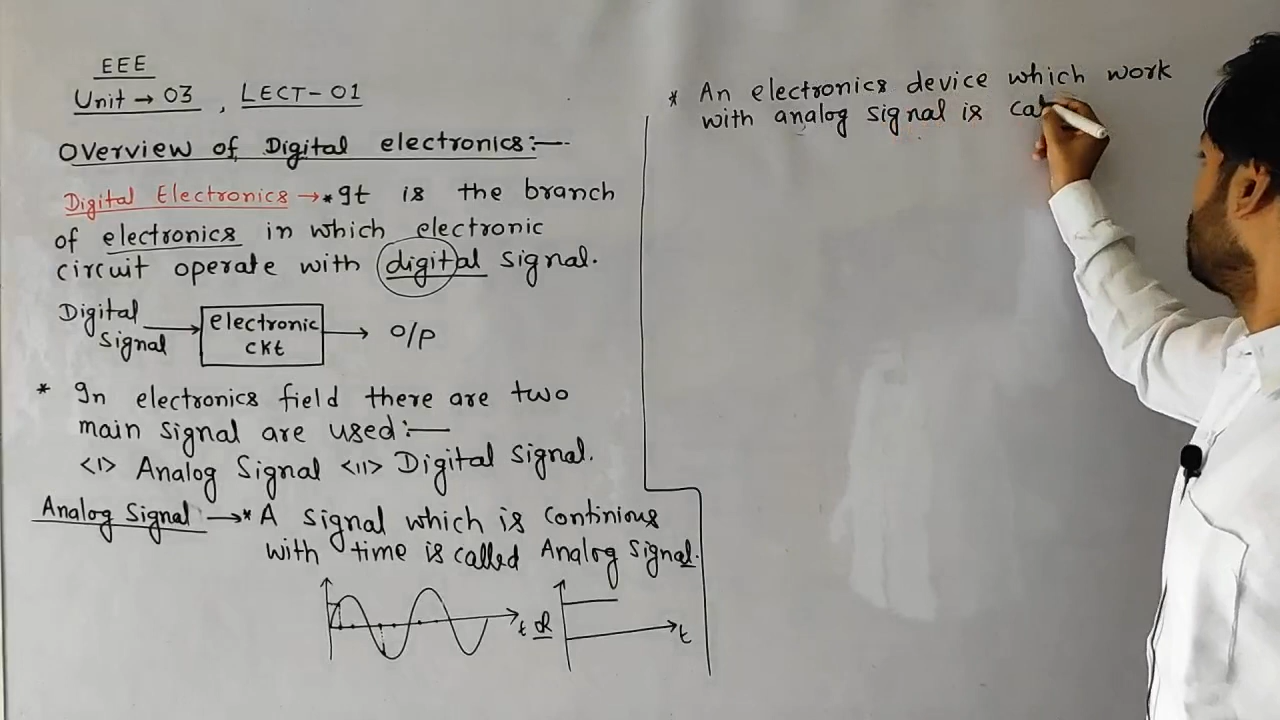 EEE
Unit → 03 , LECT-01
Overview of Digital electronics:-
Digital Electronics → * It is the branch
of electronics in which electronic
circuit operate with digital signal.
Digital
signal → electronic
ckt → O/P
* In electronics field there are two
main signal are used:-
<I> Analog Signal <II> Digital signal.
Analog Signal → * A signal which is continious
with time is called Analog signal.
t or t
* An electronics device which work
with analog signal is cal